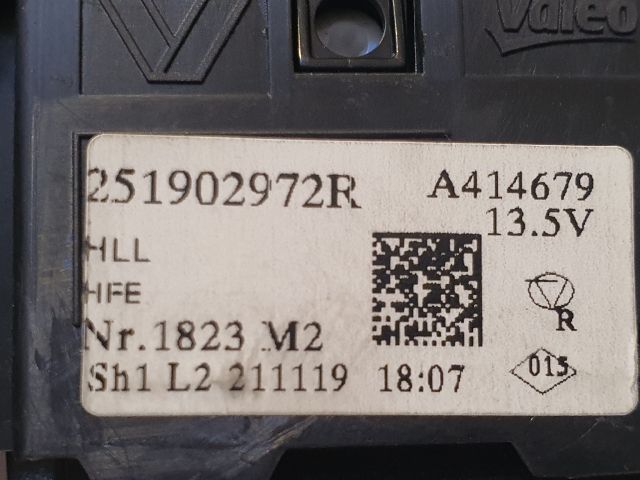 Valeo
251902972R A414679
13.5V
HLL
HFE
R
Nr.1823 M2
Sh1 L2 211119 18:07 015